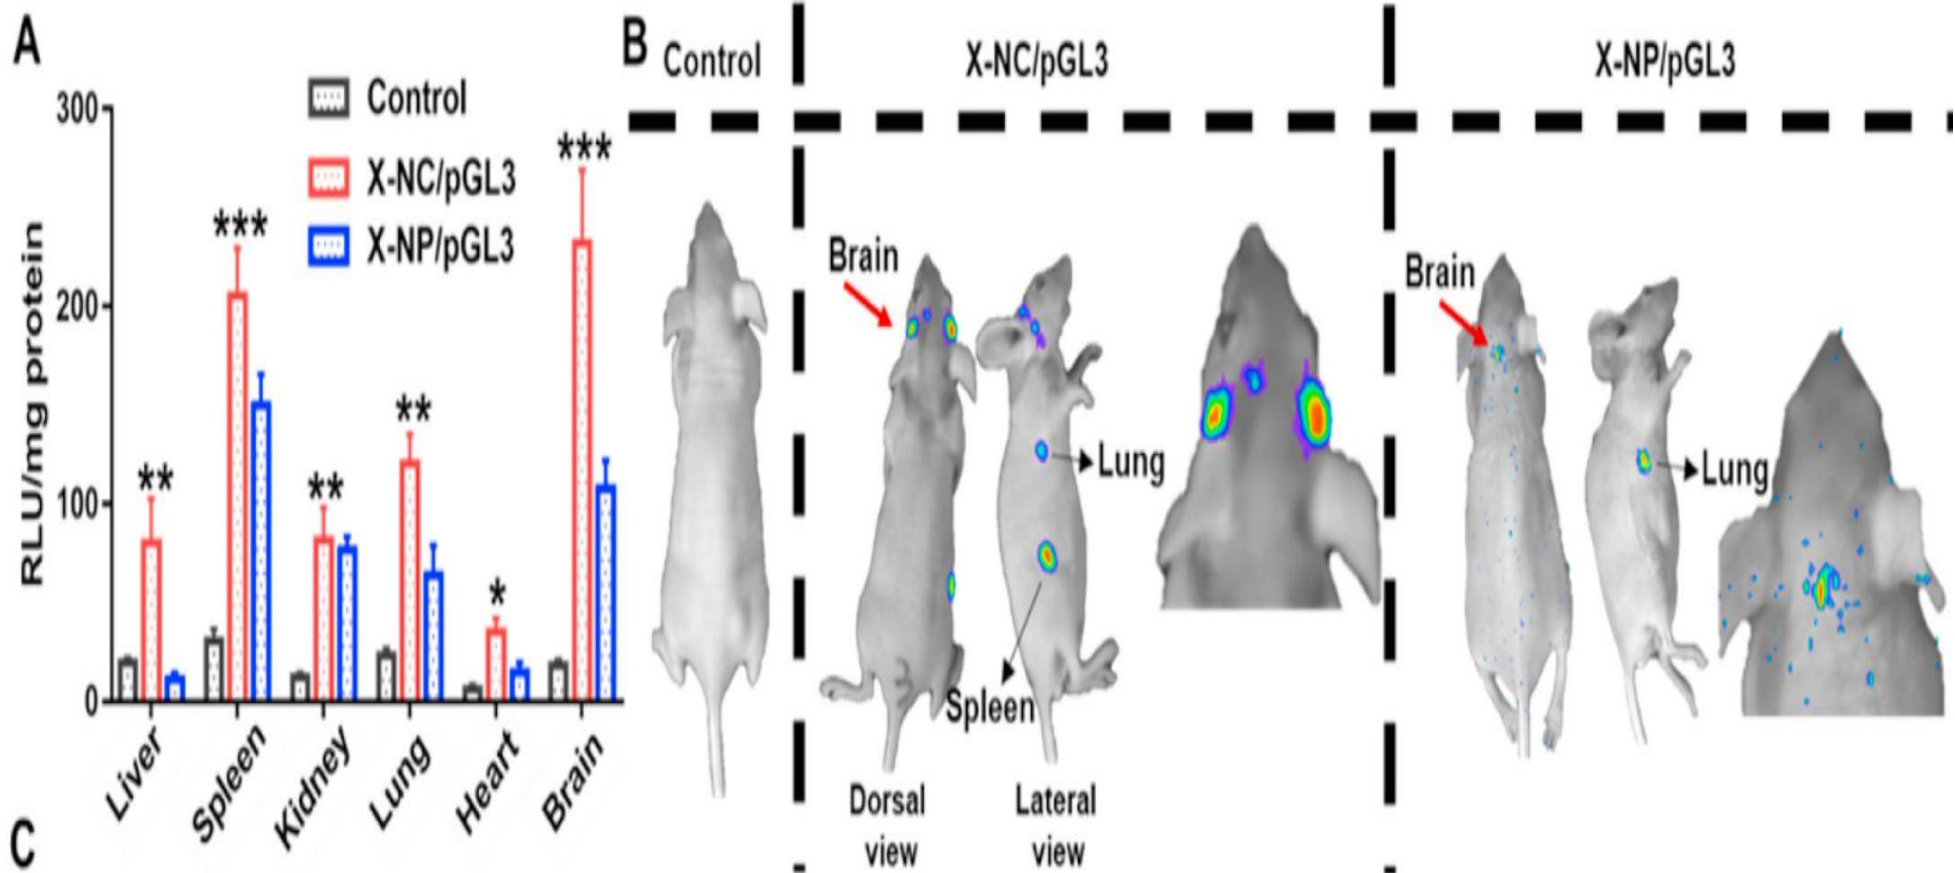 A
300
200
100
0
RLU/mg protein
Control
X-NC/pGL3
X-NP/pGL3
***
***
**
**
**
*
Liver
Spleen
Kidney
Lung
Heart
Brain
B
Control
X-NC/pGL3
X-NP/pGL3
Brain
Lung
Spleen
Dorsal
view
Lateral
view
Brain
Lung
C